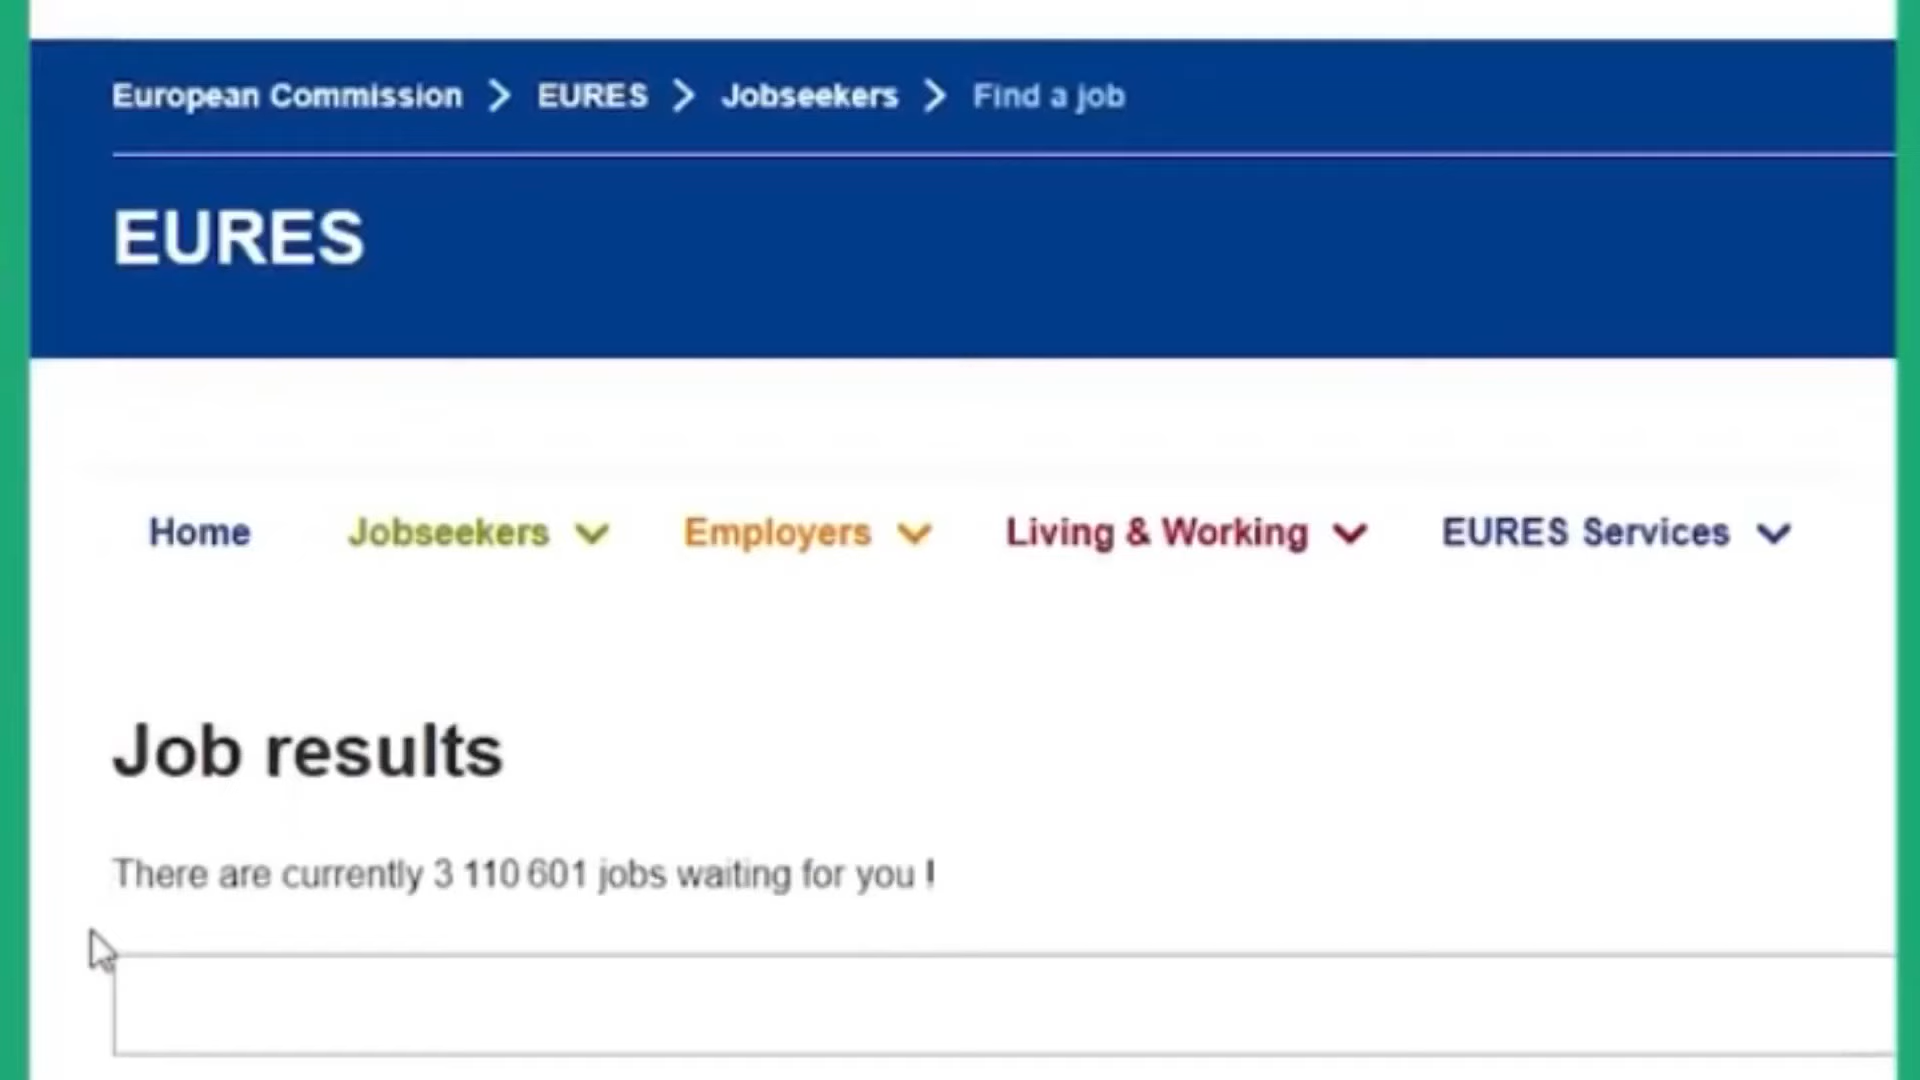 European Commission > EURES > Jobseekers > Find a job
EURES
Home Jobseekers Employers Living & Working EURES Services
Job results
There are currently 3 110 601 jobs waiting for you !